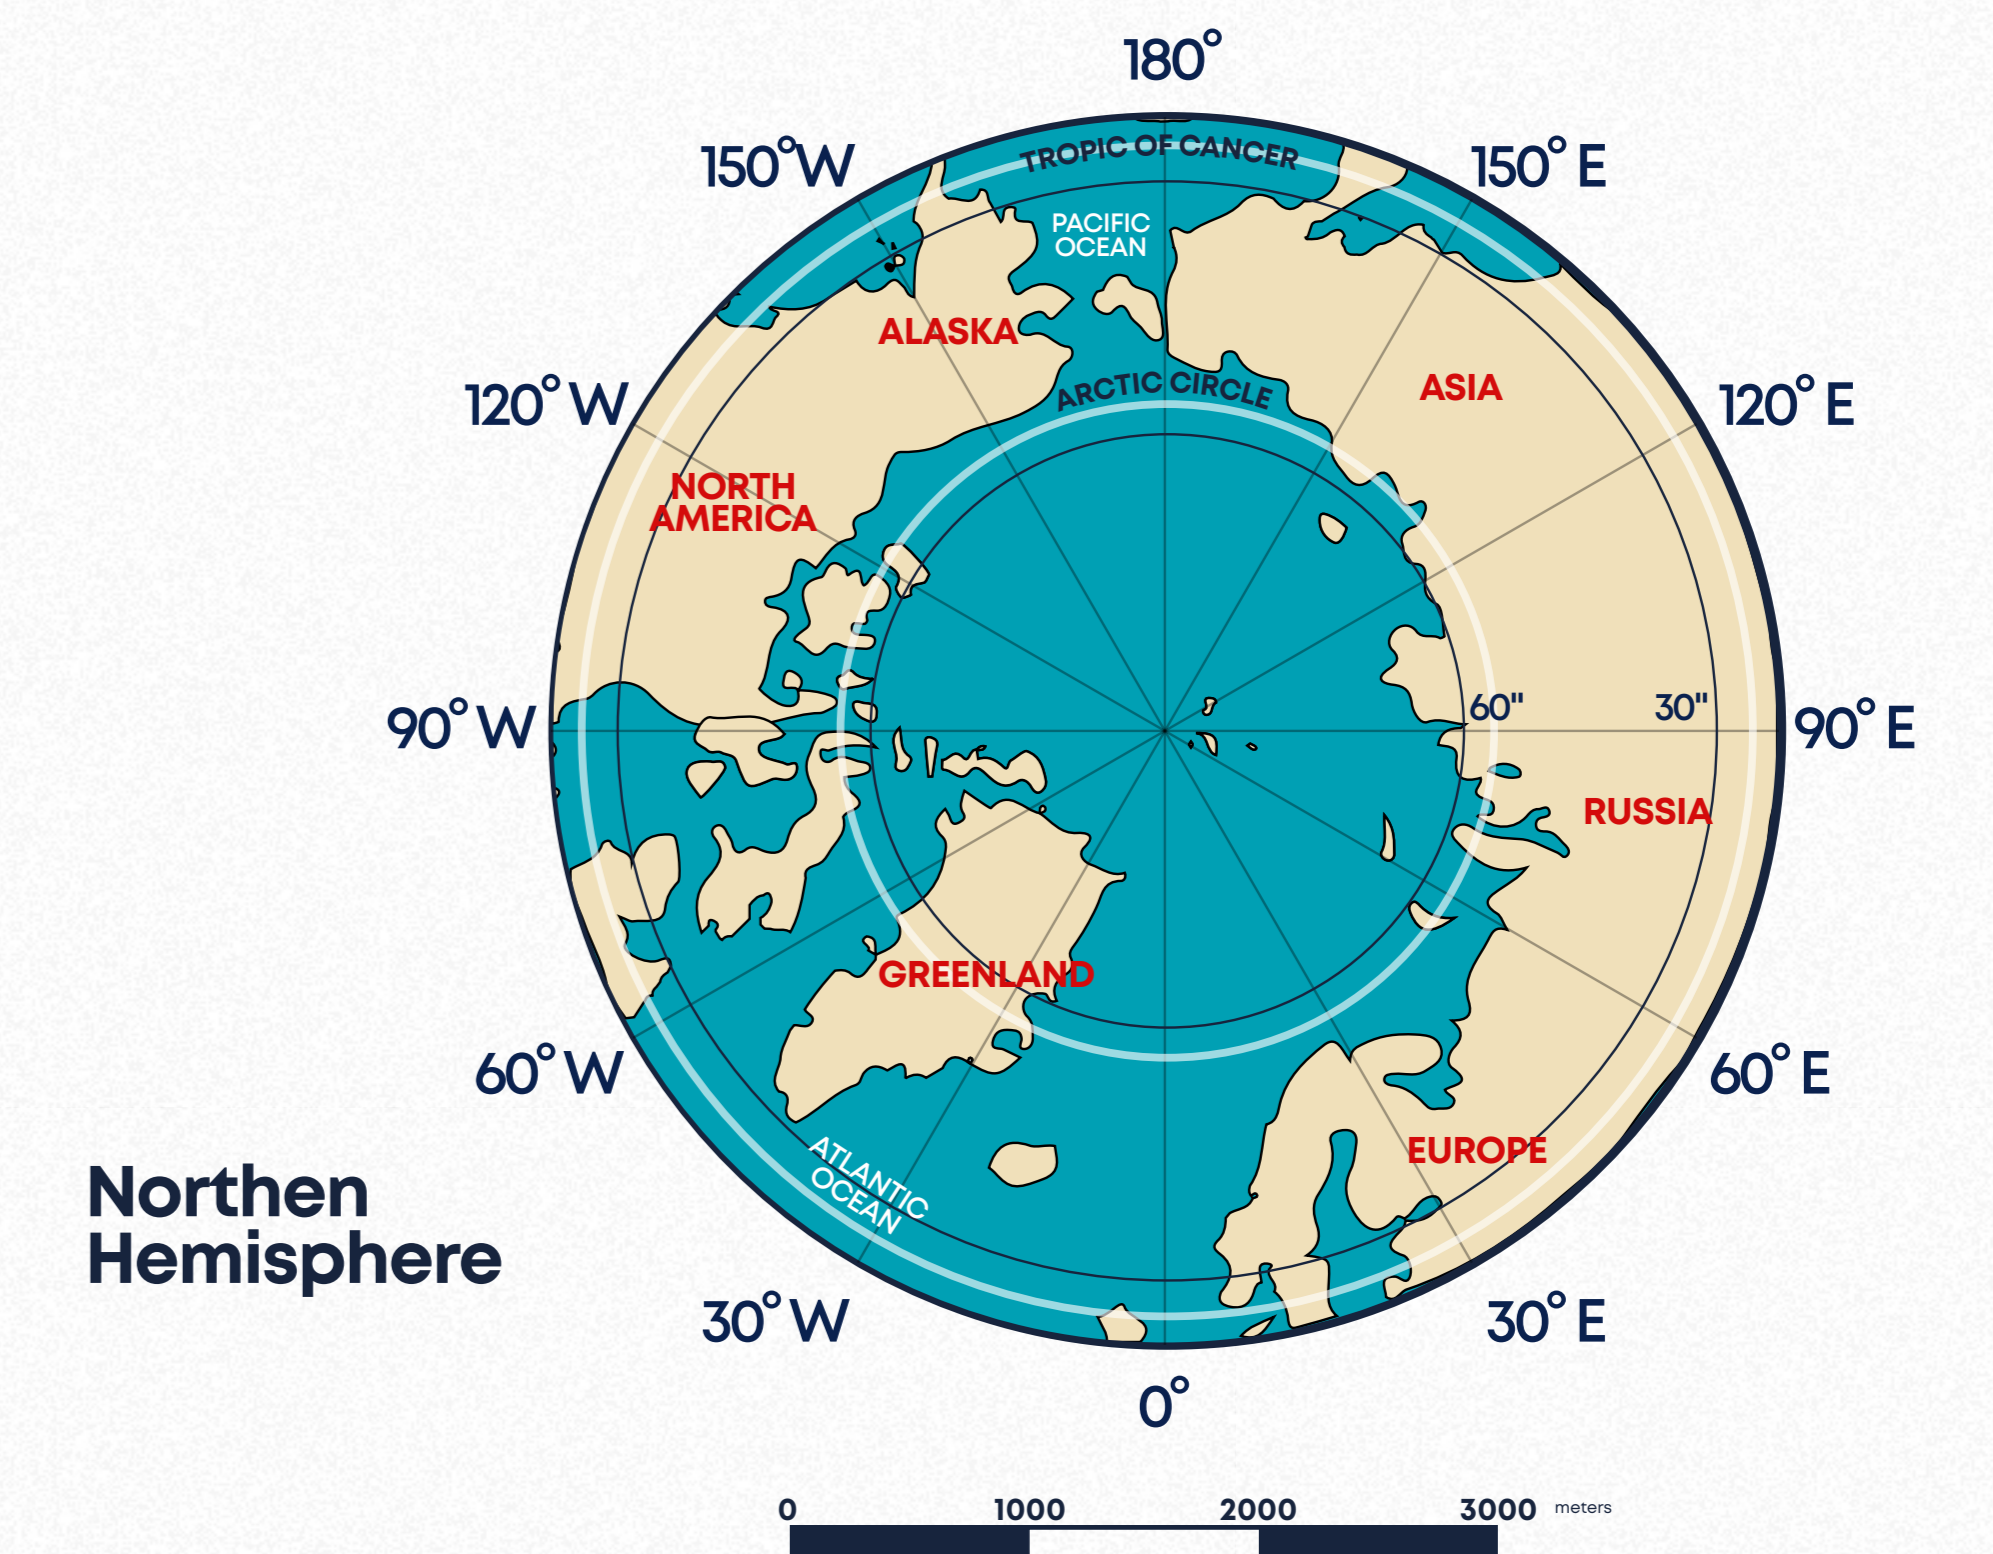 180°
150°W
150° E
TROPIC OF CANCER
PACIFIC
OCEAN
ALASKA
ASIA
ARCTIC CIRCLE
120° W
120° E
NORTH
AMERICA
90° W
60"
30"
90° E
RUSSIA
GREENLAND
60° W
60° E
ATLANTIC
OCEAN
EUROPE
Northen
Hemisphere
30° W
30° E
0°
0 1000 2000 3000 meters